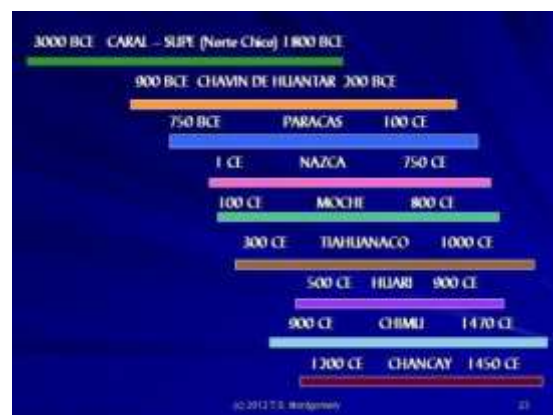 3000 BCE CARAL – SUPE (Norte Chico) 1800 BCE
900 BCE CHAVIN DE HUANTAR 200 BCE
750 BCE PARACAS 100 CE
1 CE NAZCA 750 CE
100 CE MOCHE 800 CE
300 CE TIAHUANACO 1000 CE
500 CE HUARI 900 CE
900 CE CHIMU 1470 CE
1200 CE CHANCAY 1450 CE
(c) 2012 T.S. Montgomery 23